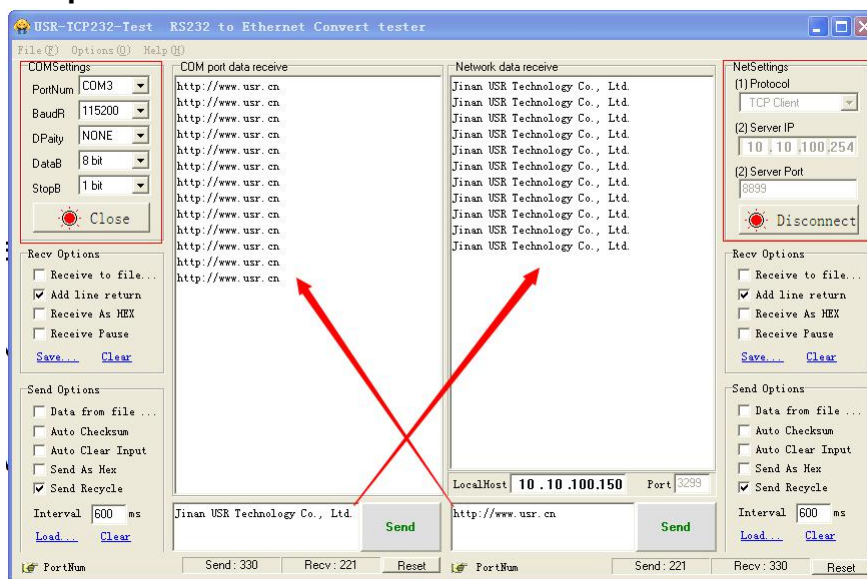 USR-TCP232-Test RS232 to Ethernet Convert tester
File(F) Options(O) Help(H)
COMSettings
PortNum COM3
BaudR 115200
DPaity NONE
DataB 8 bit
StopB 1 bit
Close
Recv Options
Receive to file...
Add line return
Receive As HEX
Receive Pause
Save... Clear
Send Options
Data from file ...
Auto Checksum
Auto Clear Input
Send As Hex
Send Recycle
Interval 600 ms
Load... Clear
COM port data receive
http://www.usr.cn
http://www.usr.cn
http://www.usr.cn
http://www.usr.cn
http://www.usr.cn
http://www.usr.cn
http://www.usr.cn
http://www.usr.cn
http://www.usr.cn
http://www.usr.cn
http://www.usr.cn
http://www.usr.cn
http://www.usr.cn
Jinan USR Technology Co., Ltd.
Send
PortNum Send : 330 Recv : 221 Reset
Network data receive
Jinan USR Technology Co., Ltd.
Jinan USR Technology Co., Ltd.
Jinan USR Technology Co., Ltd.
Jinan USR Technology Co., Ltd.
Jinan USR Technology Co., Ltd.
Jinan USR Technology Co., Ltd.
Jinan USR Technology Co., Ltd.
Jinan USR Technology Co., Ltd.
Jinan USR Technology Co., Ltd.
Jinan USR Technology Co., Ltd.
Jinan USR Technology Co., Ltd.
LocalHost 10 .10 .100.150 Port 3299
http://www.usr.cn
Send
PortNum Send : 221 Recv : 330 Reset
NetSettings
(1) Protocol
TCP Client
(2) Server IP
10 .10 .100.254
(2) Server Port
8899
Disconnect
Recv Options
Receive to file...
Add line return
Receive As HEX
Receive Pause
Save... Clear
Send Options
Data from file ...
Auto Checksum
Auto Clear Input
Send As Hex
Send Recycle
Interval 600 ms
Load... Clear